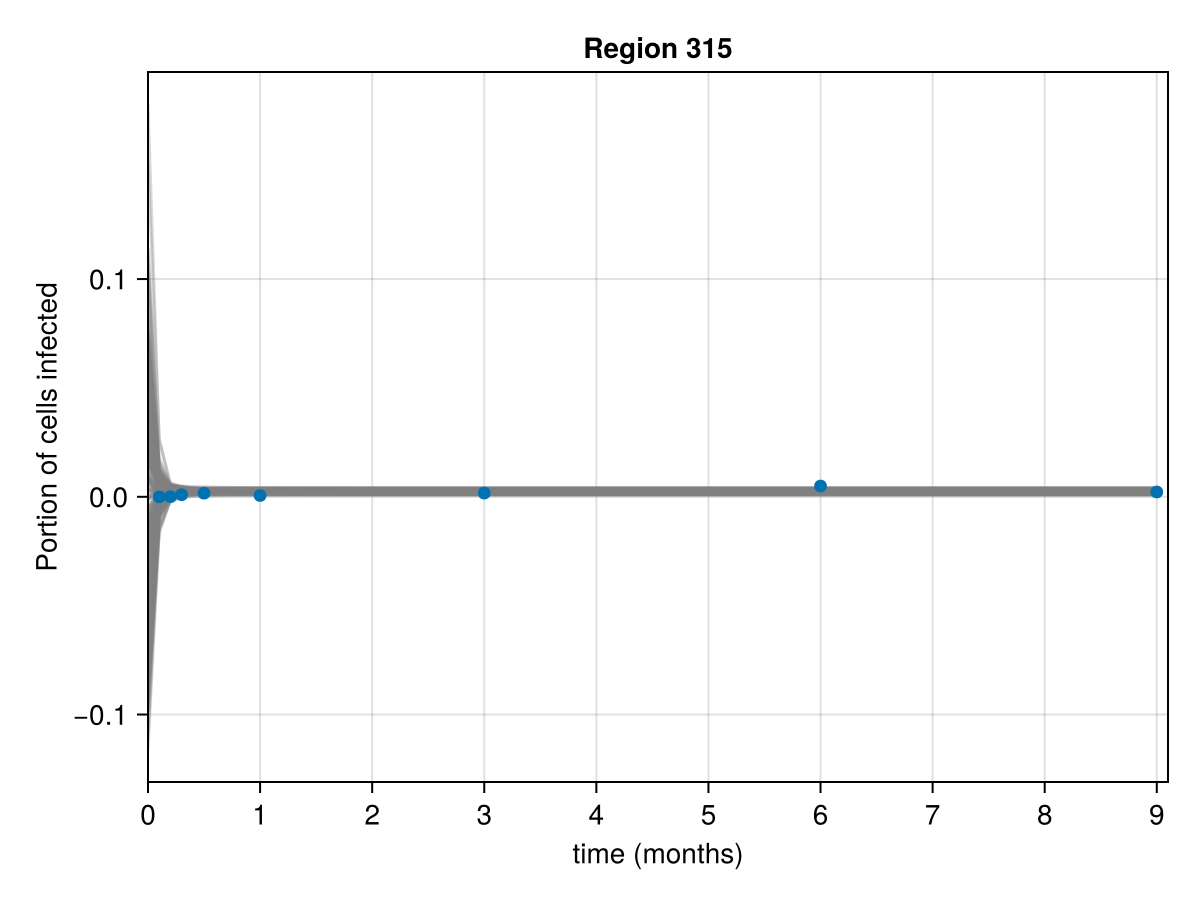 Region 315
Portion of cells infected
0.1
0.0
−0.1
0 1 2 3 4 5 6 7 8 9
time (months)